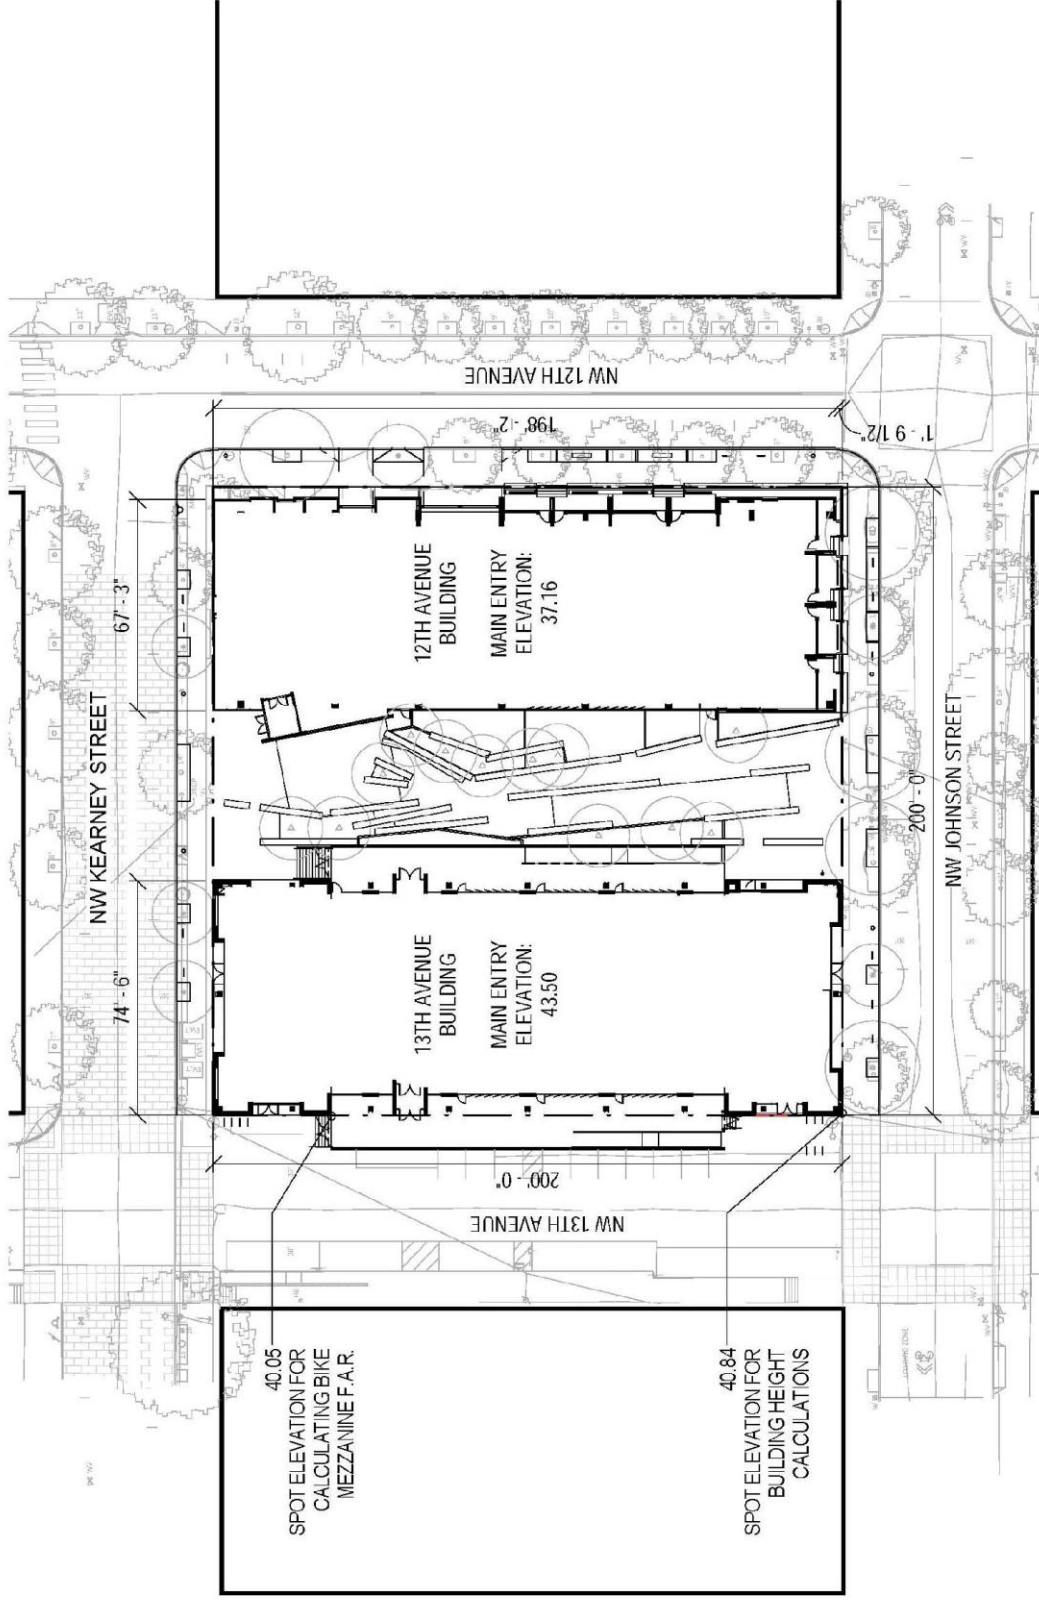 NW KEARNEY STREET
74' - 6"
67' - 3"
NW 13TH AVENUE
200' - 0"
13TH AVENUE
BUILDING
MAIN ENTRY
ELEVATION:
43.50
12TH AVENUE
BUILDING
MAIN ENTRY
ELEVATION:
37.16
198' - 2"
NW 12TH AVENUE
1' - 9 1/2"
200' - 0"
NW JOHNSON STREET
40.05
SPOT ELEVATION FOR
CALCULATING BIKE
MEZZANINE F.A.R.
40.84
SPOT ELEVATION FOR
BUILDING HEIGHT
CALCULATIONS
LOADING ZONE